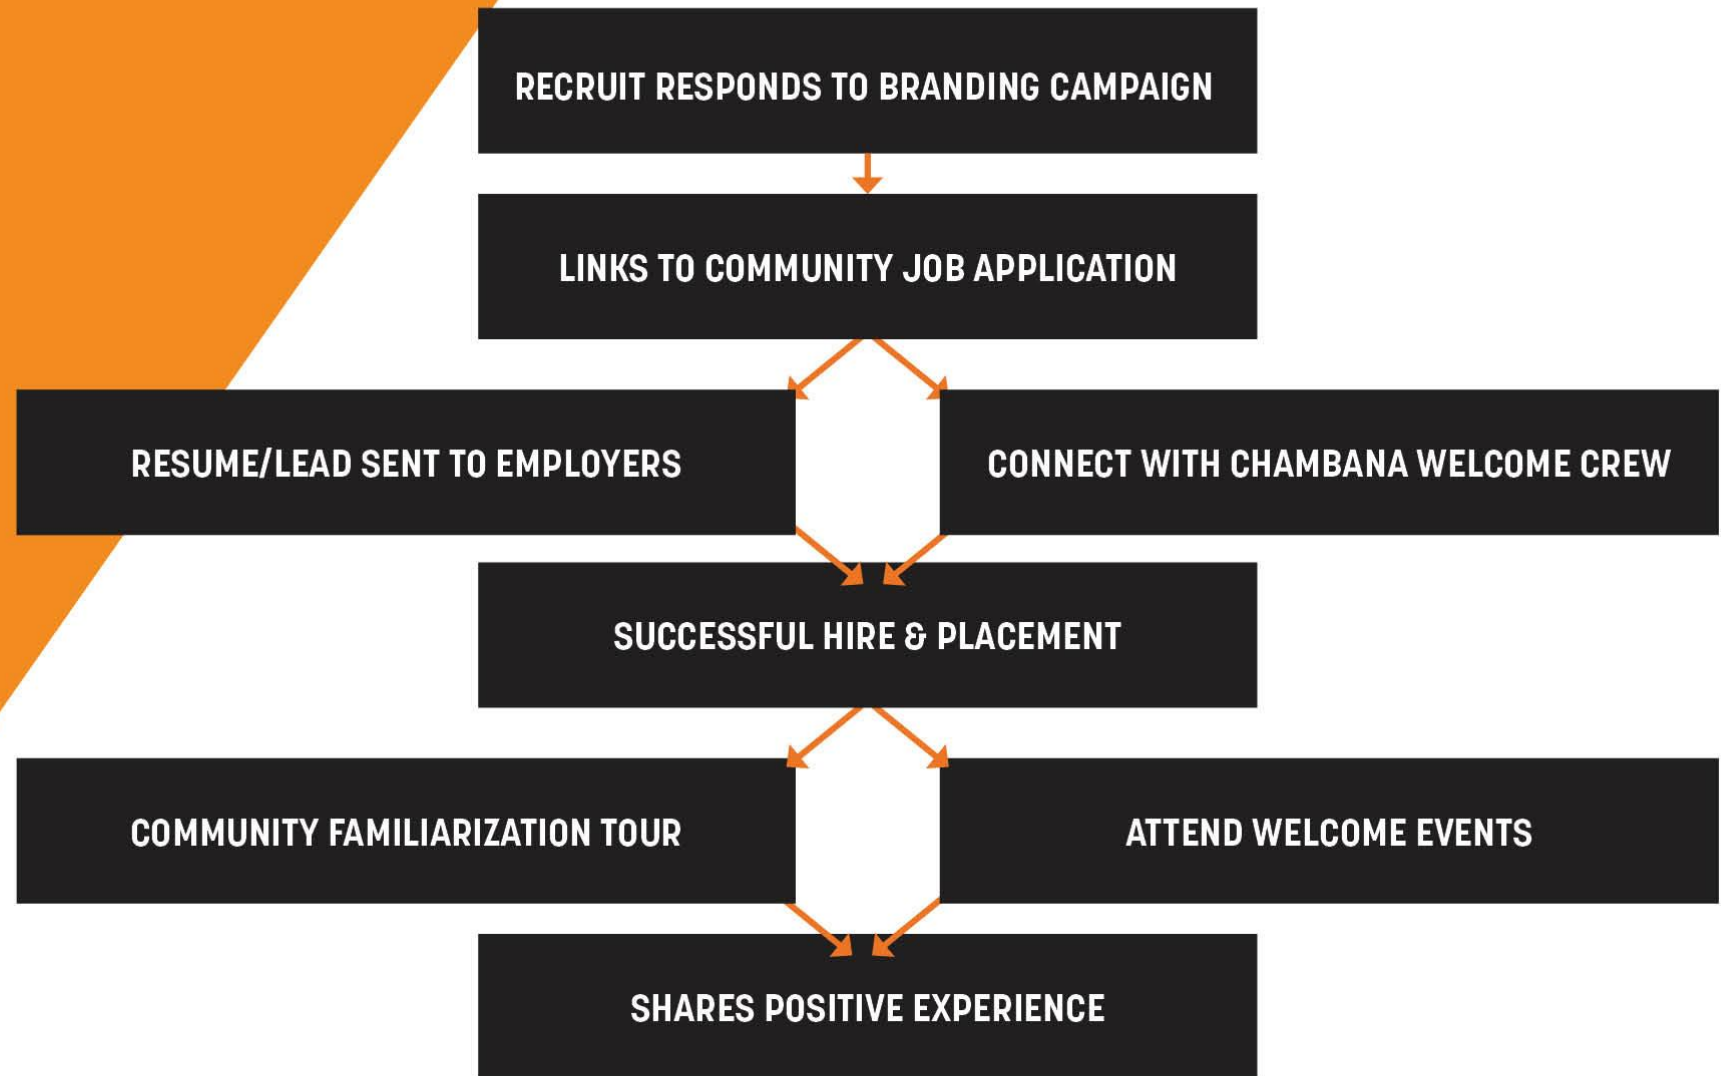 RECRUIT RESPONDS TO BRANDING CAMPAIGN
LINKS TO COMMUNITY JOB APPLICATION
RESUME/LEAD SENT TO EMPLOYERS
CONNECT WITH CHAMBANA WELCOME CREW
SUCCESSFUL HIRE & PLACEMENT
COMMUNITY FAMILIARIZATION TOUR
ATTEND WELCOME EVENTS
SHARES POSITIVE EXPERIENCE